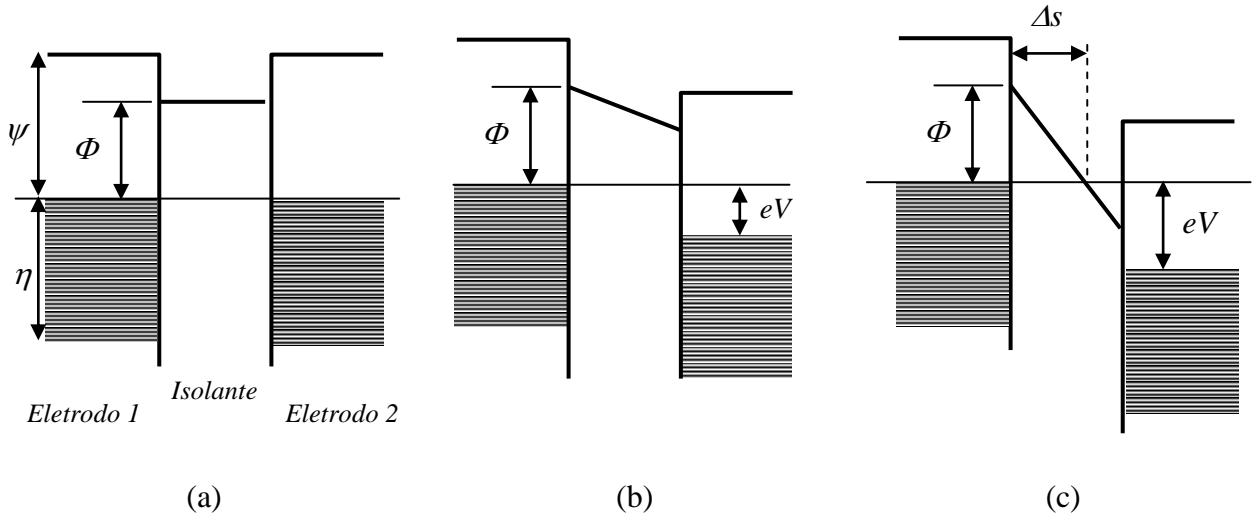 ψ
Φ
η
Isolante
Eletrodo 1
Eletrodo 2
(a)
Φ
eV
(b)
Δs
Φ
eV
(c)